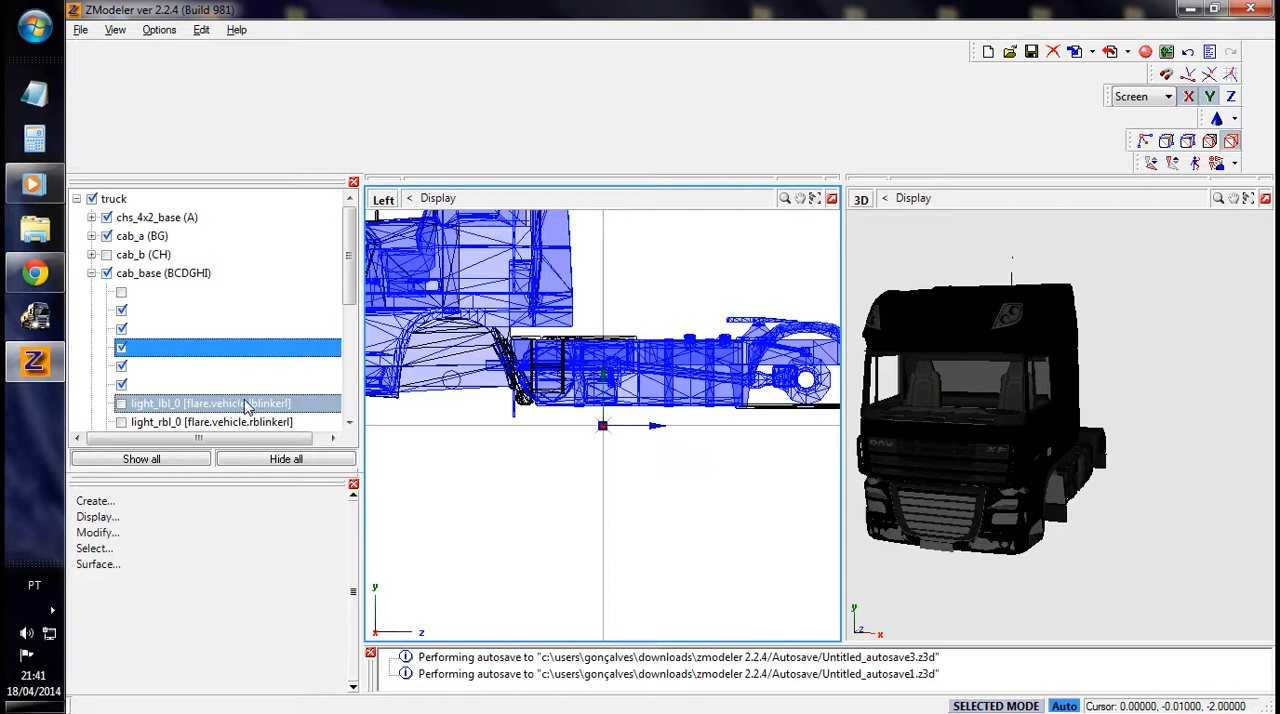 ZModeler ver 2.2.4 (Build 981)
File View Options Edit Help
Screen X Y Z
truck
chs_4x2_base (A)
cab_a (BG)
cab_b (CH)
cab_base (BCDGHI)
light_lbl_0 [flare.vehicle.lblinkerl]
light_rbl_0 [flare.vehicle.rblinkerl]
Show all Hide all
Create...
Display...
Modify...
Select...
Surface...
Left < Display
y
x z
3D < Display
y
z x
Performing autosave to "c:\users\gonçalves\downloads\zmodeler 2.2.4/Autosave/Untitled_autosave3.z3d"
Performing autosave to "c:\users\gonçalves\downloads\zmodeler 2.2.4/Autosave/Untitled_autosave1.z3d"
SELECTED MODE Auto Cursor: 0.00000, -0.01000, -2.00000
PT
21:41
18/04/2014